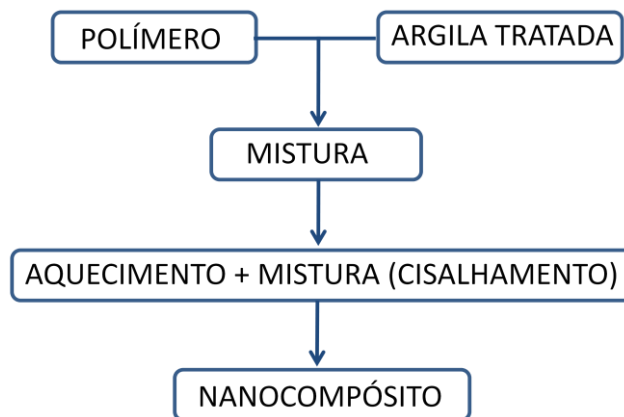 POLÍMERO
ARGILA TRATADA
MISTURA
AQUECIMENTO + MISTURA (CISALHAMENTO)
NANOCOMPÓSITO